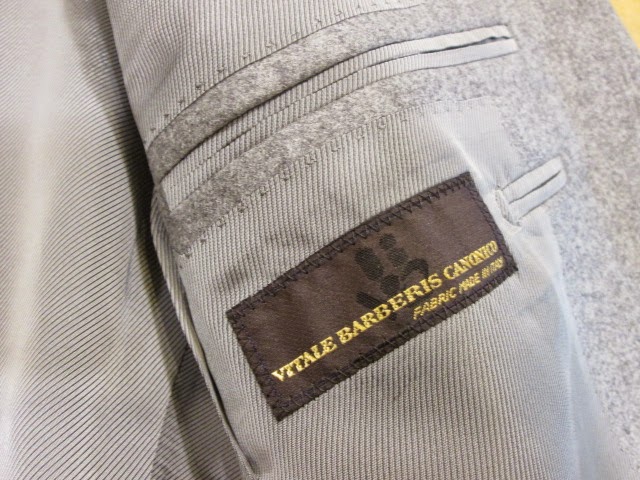 VITALE BARBERIS CANONICO
FABRIC MADE IN ITALY